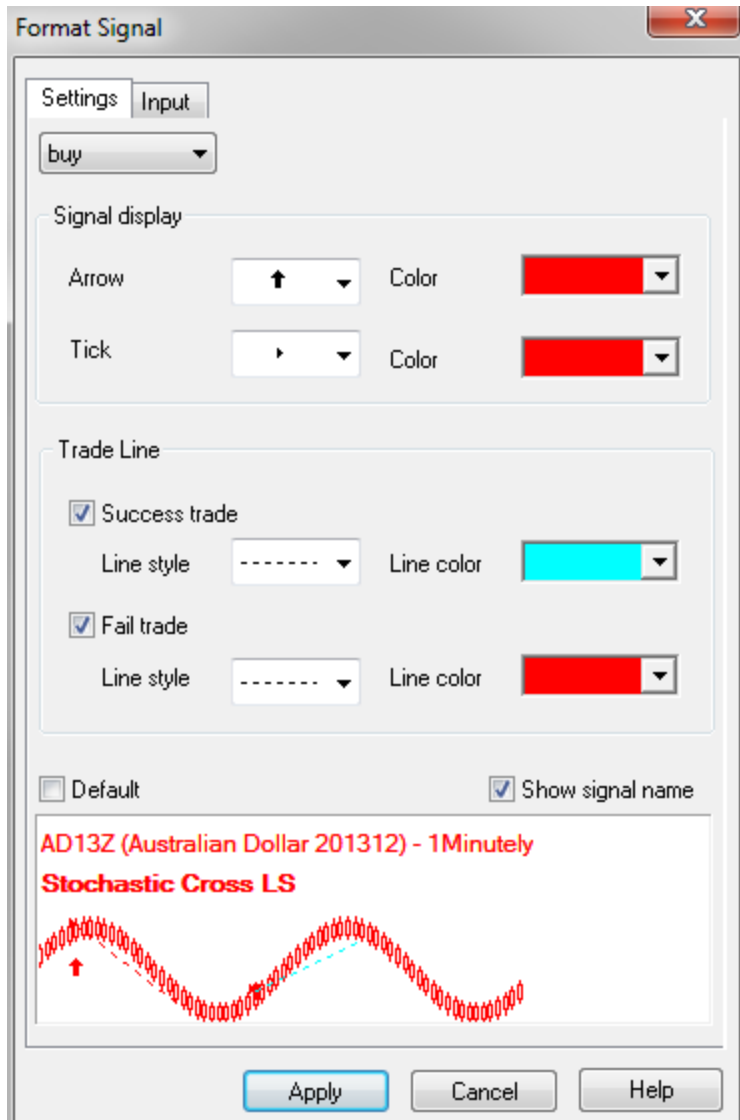 Format Signal
Settings Input
buy
Signal display
Arrow Color
Tick Color
Trade Line
Success trade
Line style Line color
Fail trade
Line style Line color
Default Show signal name
AD13Z (Australian Dollar 201312) - 1Minutely
Stochastic Cross LS
Apply Cancel Help